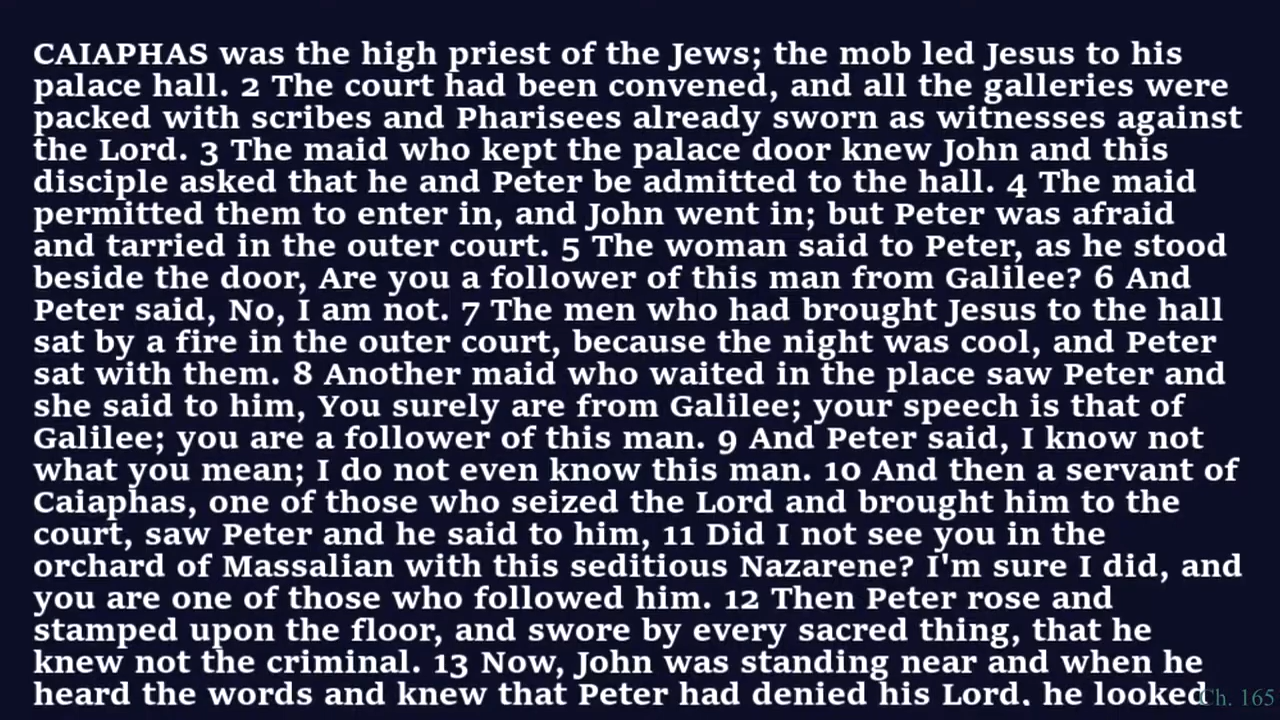 CAIAPHAS was the high priest of the Jews; the mob led Jesus to his
palace hall. 2 The court had been convened, and all the galleries were
packed with scribes and Pharisees already sworn as witnesses against
the Lord. 3 The maid who kept the palace door knew John and this
disciple asked that he and Peter be admitted to the hall. 4 The maid
permitted them to enter in, and John went in; but Peter was afraid
and tarried in the outer court. 5 The woman said to Peter, as he stood
beside the door, Are you a follower of this man from Galilee? 6 And
Peter said, No, I am not. 7 The men who had brought Jesus to the hall
sat by a fire in the outer court, because the night was cool, and Peter
sat with them. 8 Another maid who waited in the place saw Peter and
she said to him, You surely are from Galilee; your speech is that of
Galilee; you are a follower of this man. 9 And Peter said, I know not
what you mean; I do not even know this man. 10 And then a servant of
Caiaphas, one of those who seized the Lord and brought him to the
court, saw Peter and he said to him, 11 Did I not see you in the
orchard of Massalian with this seditious Nazarene? I'm sure I did, and
you are one of those who followed him. 12 Then Peter rose and
stamped upon the floor, and swore by every sacred thing, that he
knew not the criminal. 13 Now, John was standing near and when he
heard the words and knew that Peter had denied his Lord, he looked
Ch. 165